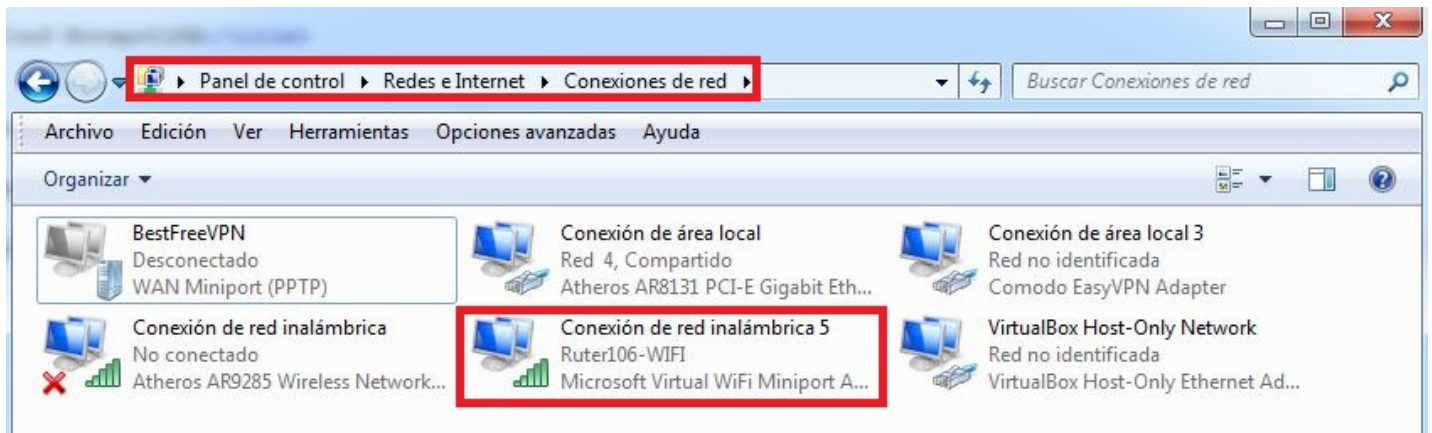 Panel de control ▸ Redes e Internet ▸ Conexiones de red ▸
Buscar Conexiones de red
Archivo Edición Ver Herramientas Opciones avanzadas Ayuda
Organizar
BestFreeVPN
Desconectado
WAN Miniport (PPTP)
Conexión de área local
Red 4, Compartido
Atheros AR8131 PCI-E Gigabit Eth...
Conexión de área local 3
Red no identificada
Comodo EasyVPN Adapter
Conexión de red inalámbrica
No conectado
Atheros AR9285 Wireless Network...
Conexión de red inalámbrica 5
Ruter106-WIFI
Microsoft Virtual WiFi Miniport A...
VirtualBox Host-Only Network
Red no identificada
VirtualBox Host-Only Ethernet Ad...